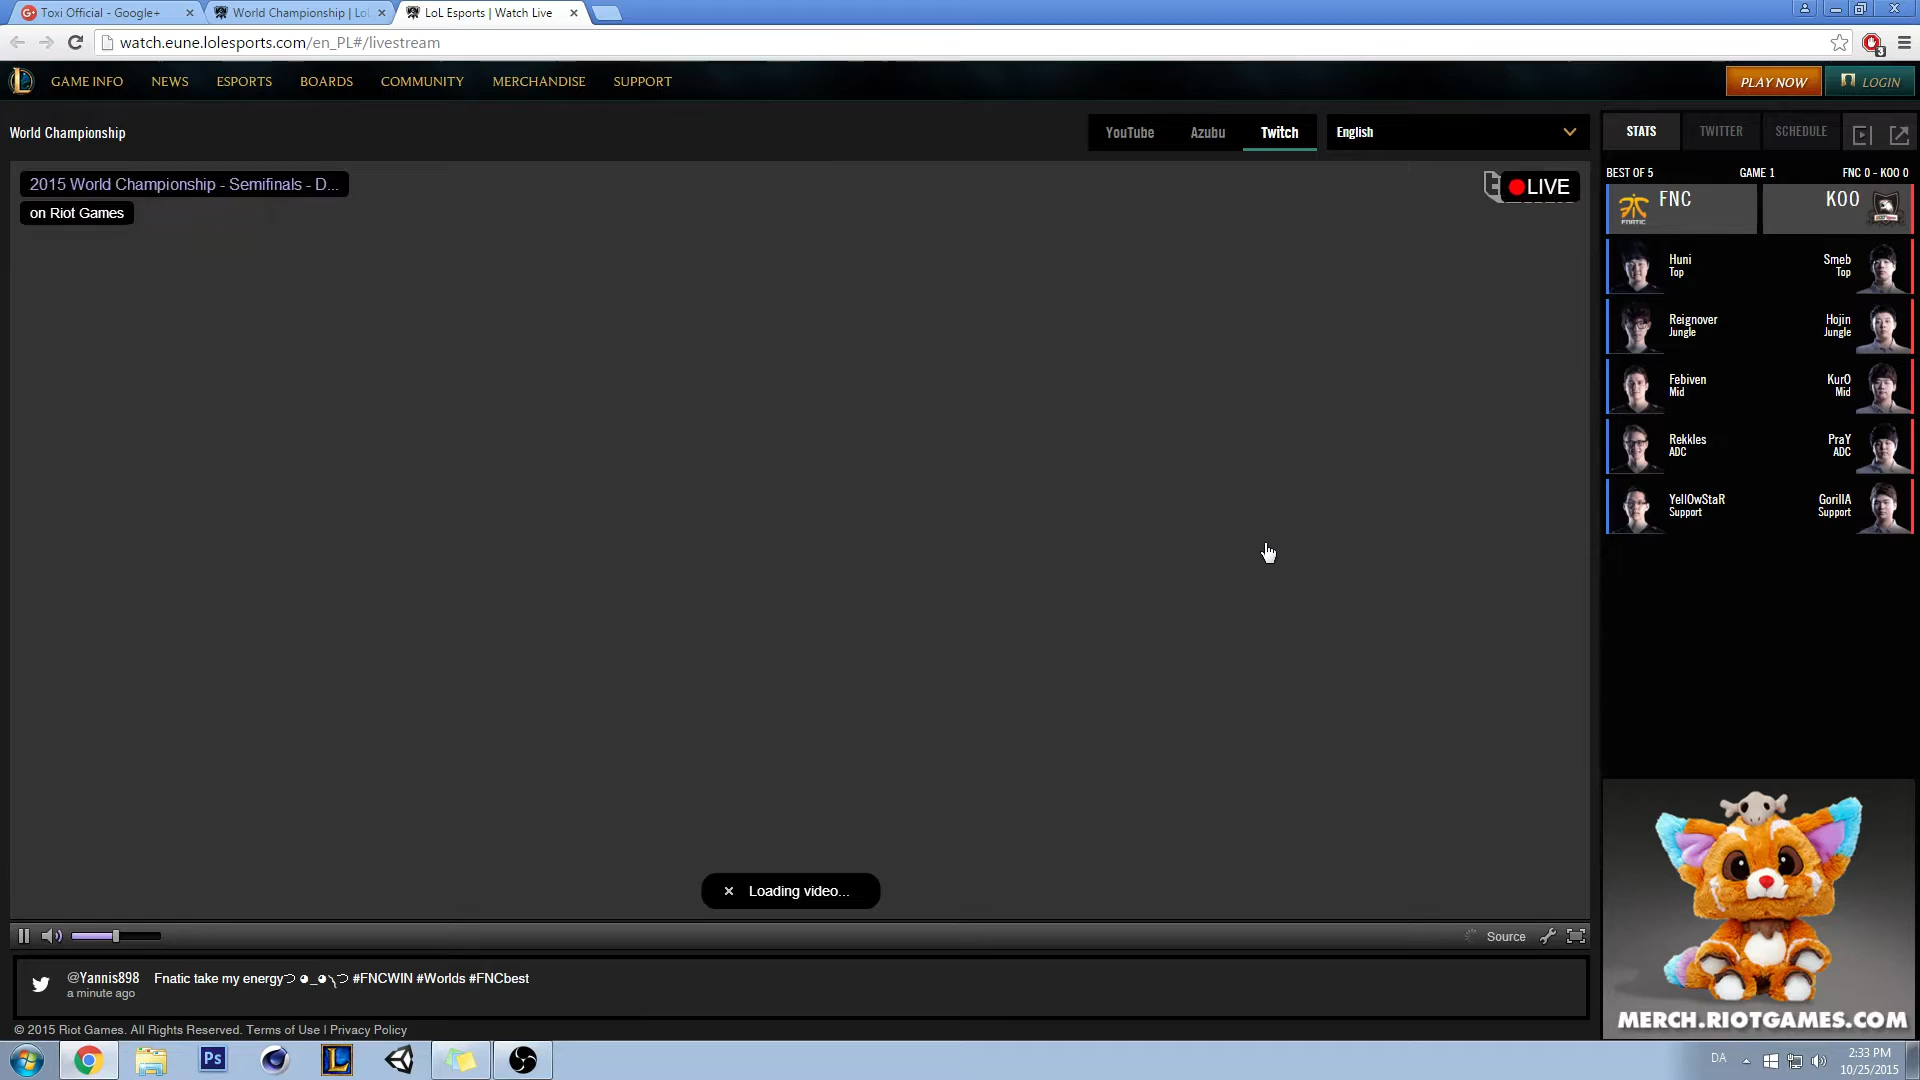 Toxi Official - Google+
World Championship | Lo
LoL Esports | Watch Live
watch.eune.lolesports.com/en_PL#/livestream
3
GAME INFO
NEWS
ESPORTS
BOARDS
COMMUNITY
MERCHANDISE
SUPPORT
PLAY NOW
LOGIN
World Championship
YouTube
Azubu
Twitch
English
STATS
TWITTER
SCHEDULE
2015 World Championship - Semifinals - D...
on Riot Games
LIVE
BEST OF 5
GAME 1
FNC 0 - KOO 0
FNC
FNATIC
KOO
Huni
Top
Smeb
Top
Reignover
Jungle
Hojin
Jungle
Febiven
Mid
KurO
Mid
Rekkles
ADC
PraY
ADC
YellOwStaR
Support
GorillA
Support
Loading video...
Source
@Yannis898 Fnatic take my energy⊃ ◕_◕╮⊃ #FNCWIN #Worlds #FNCbest
a minute ago
© 2015 Riot Games. All Rights Reserved. Terms of Use | Privacy Policy
MERCH.RIOTGAMES.COM
Ps
L
DA
2:33 PM
10/25/2015